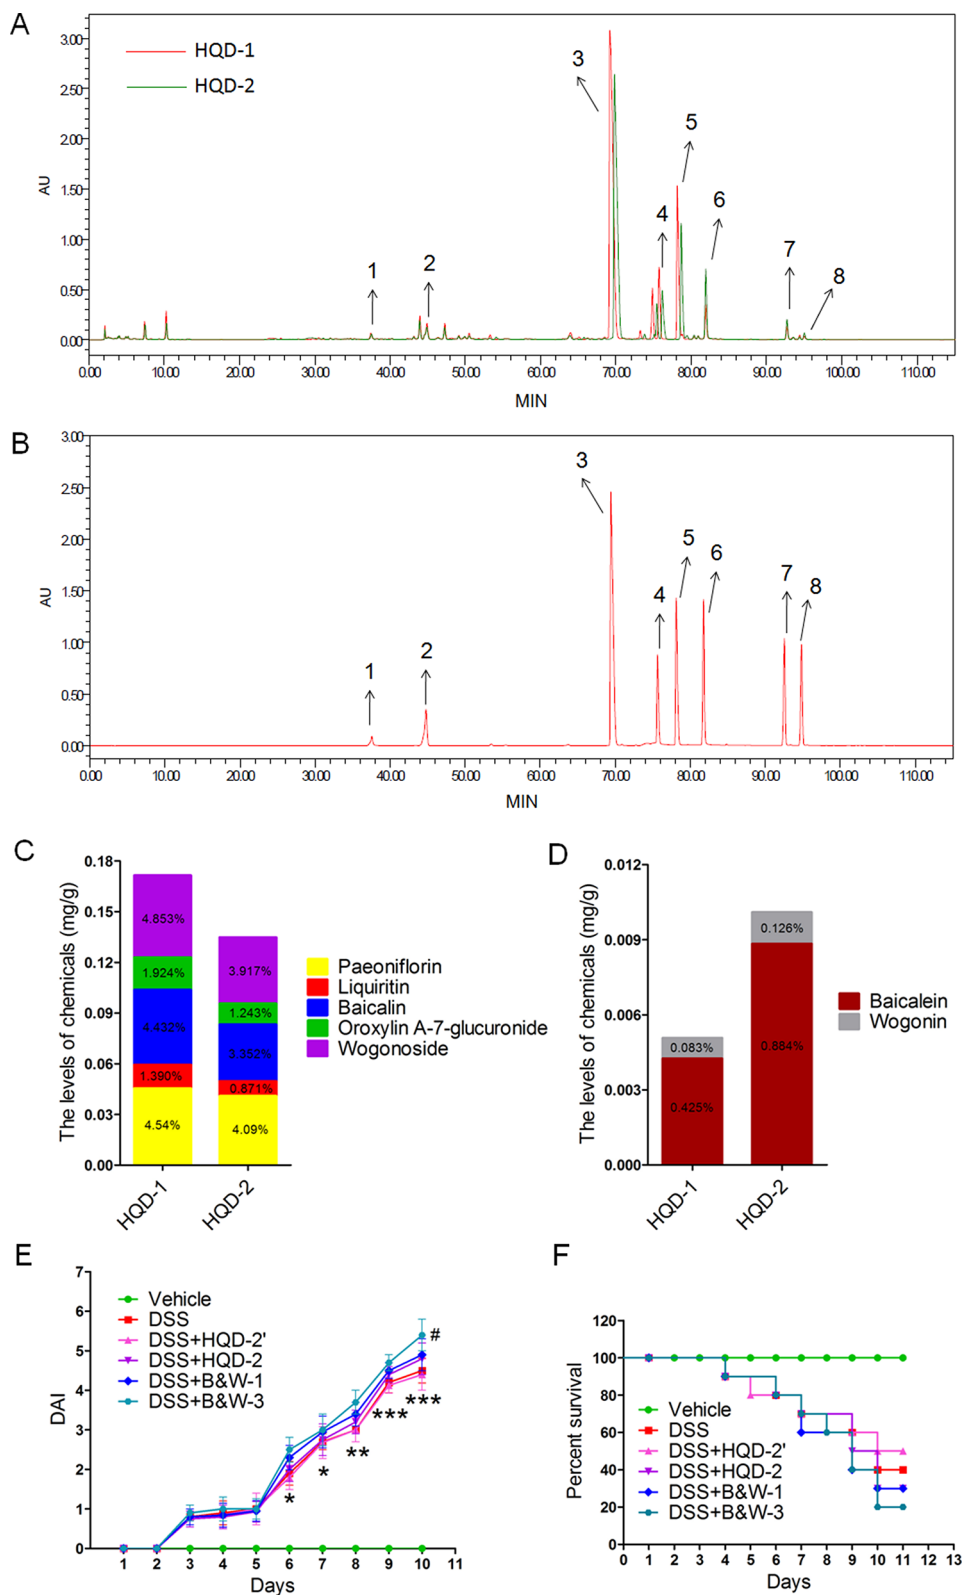 A
HQD-1
HQD-2
3
5
4
6
1
2
7
8
3.00
2.50
2.00
1.50
1.00
0.50
0.00
AU
0.00 10.00 20.00 30.00 40.00 50.00 60.00 70.00 80.00 90.00 100.00 110.00
MIN
B
3
5
6
4
7
8
1
2
3.00
2.50
2.00
1.50
1.00
0.50
0.00
AU
0.00 10.00 20.00 30.00 40.00 50.00 60.00 70.00 80.00 90.00 100.00 110.00
MIN
C
The levels of chemicals (mg/g)
0.18
0.15
0.12
0.09
0.06
0.03
0.00
4.853%
1.924%
4.432%
1.390%
4.54%
3.917%
1.243%
3.352%
0.871%
4.09%
HQD-1
HQD-2
Paeoniflorin
Liquiritin
Baicalin
Oroxylin A-7-glucuronide
Wogonoside
D
The levels of chemicals (mg/g)
0.012
0.009
0.006
0.003
0.000
0.083%
0.425%
0.126%
0.884%
HQD-1
HQD-2
Baicalein
Wogonin
E
DAI
7
6
5
4
3
2
1
0
Vehicle
DSS
DSS+HQD-2'
DSS+HQD-2
DSS+B&W-1
DSS+B&W-3
#
***
***
**
*
*
1 2 3 4 5 6 7 8 9 10 11
Days
F
Percent survival
120
100
80
60
40
20
0
Vehicle
DSS
DSS+HQD-2'
DSS+HQD-2
DSS+B&W-1
DSS+B&W-3
0 1 2 3 4 5 6 7 8 9 10 11 12 13
Days